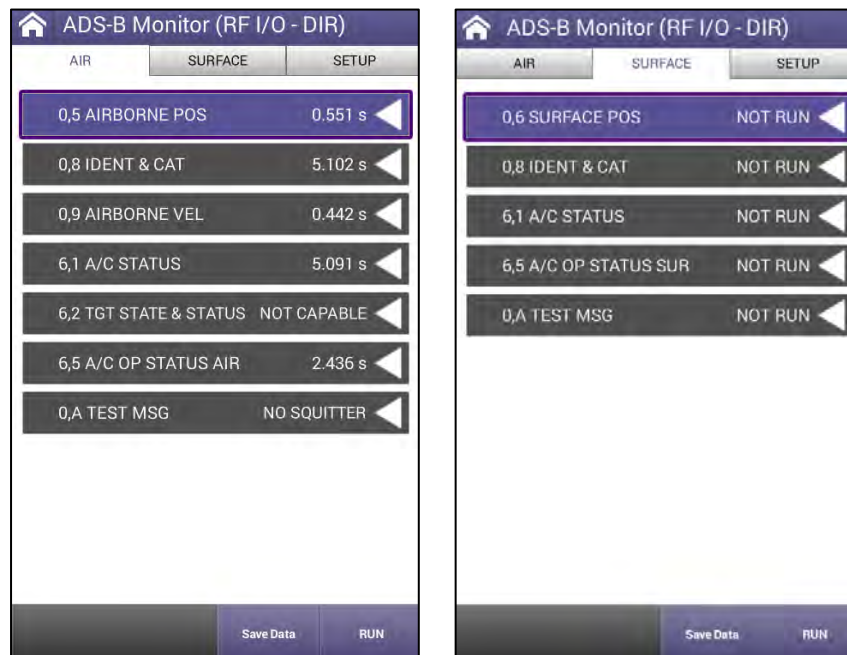 ADS-B Monitor (RF I/O - DIR)
AIR SURFACE SETUP
0,5 AIRBORNE POS 0.551 s
0,8 IDENT & CAT 5.102 s
0,9 AIRBORNE VEL 0.442 s
6,1 A/C STATUS 5.091 s
6,2 TGT STATE & STATUS NOT CAPABLE
6,5 A/C OP STATUS AIR 2.436 s
0,A TEST MSG NO SQUITTER
Save Data RUN
ADS-B Monitor (RF I/O - DIR)
AIR SURFACE SETUP
0,6 SURFACE POS NOT RUN
0,8 IDENT & CAT NOT RUN
6,1 A/C STATUS NOT RUN
6,5 A/C OP STATUS SUR NOT RUN
0,A TEST MSG NOT RUN
Save Data RUN